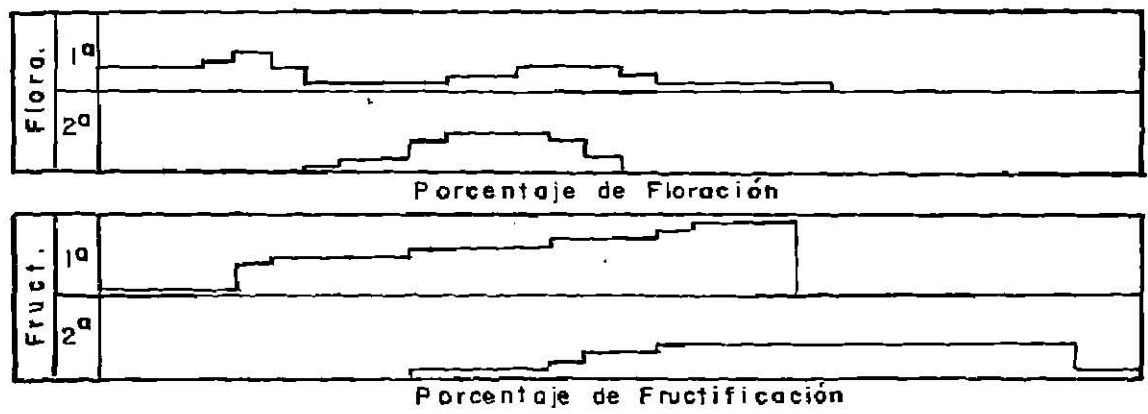 Flora.
1ª
2ª
Porcentaje de Floración
Fruct.
1ª
2ª
Porcentaje de Fructificación